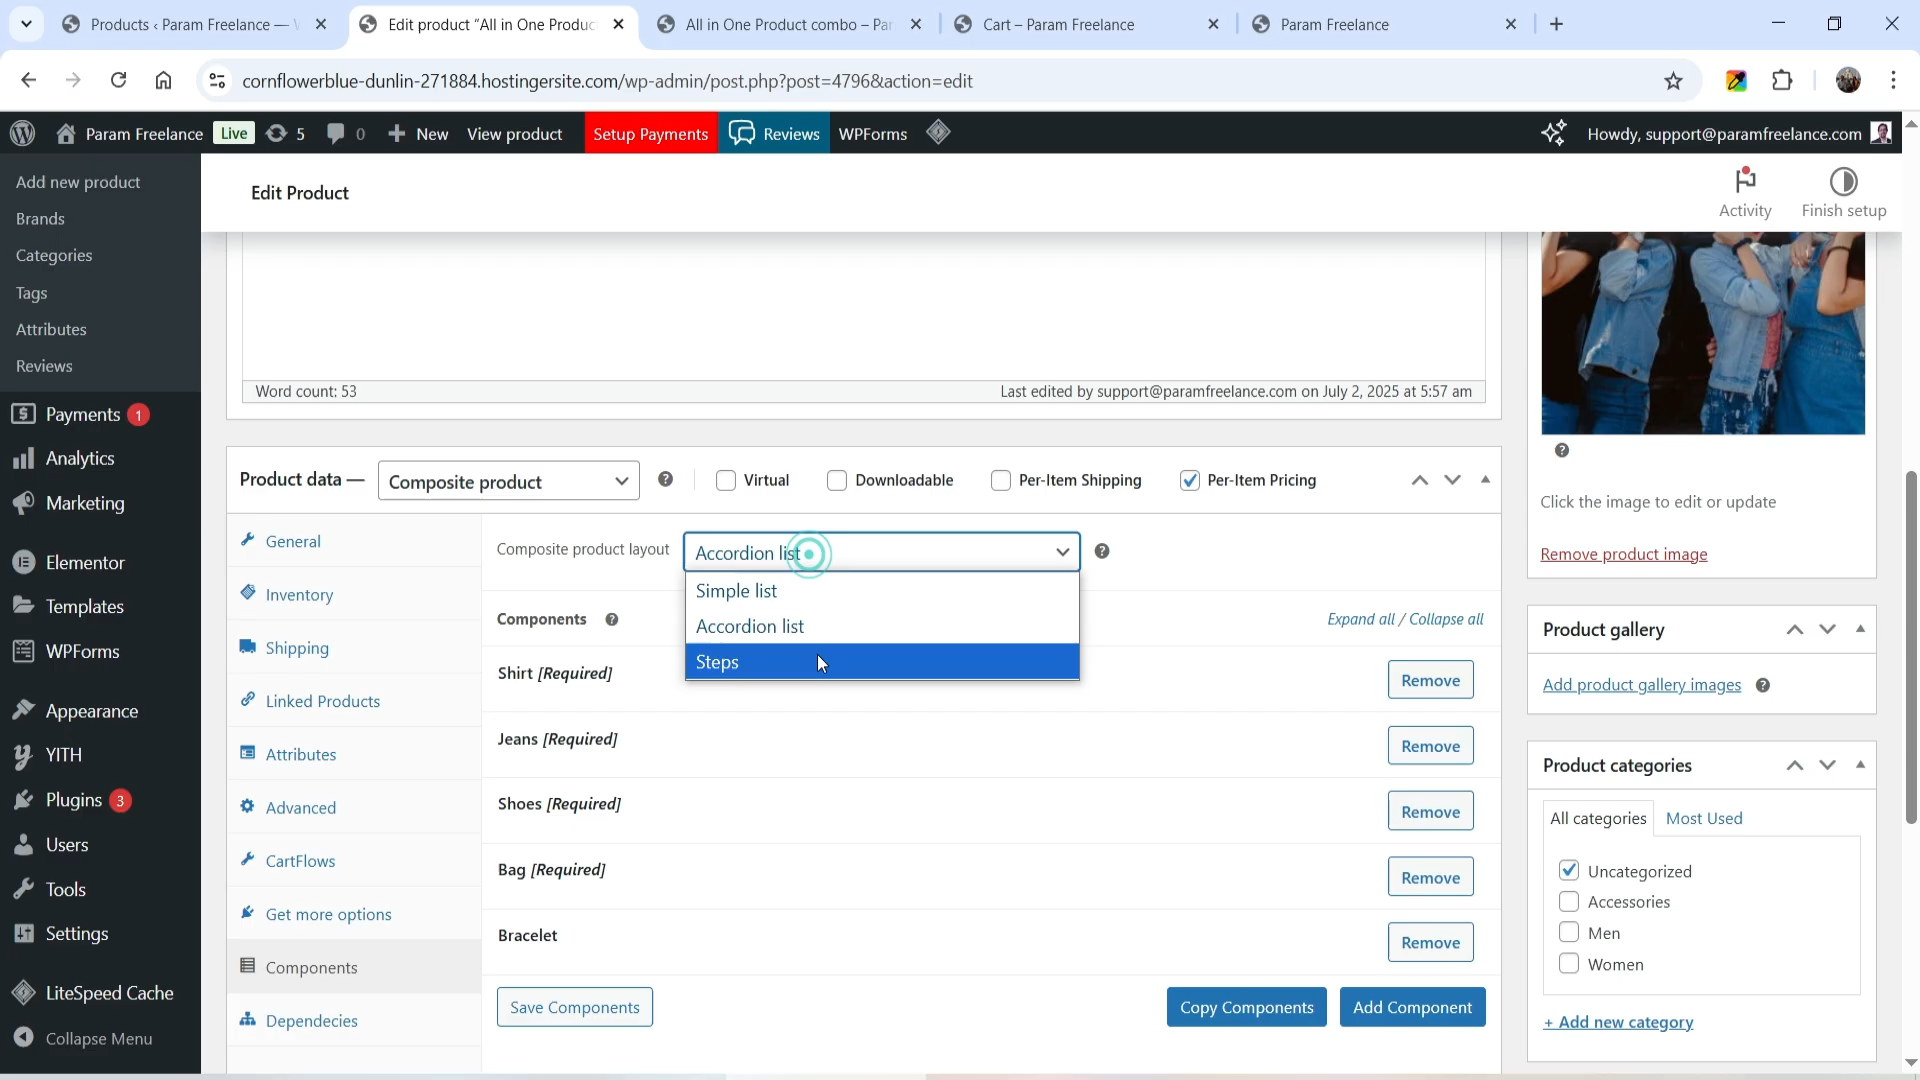 Products ‹ Param Freelance —
Edit product “All in One Produc
All in One Product combo – Par
Cart – Param Freelance
Param Freelance
cornflowerblue-dunlin-271884.hostingersite.com/wp-admin/post.php?post=4796&action=edit
Param Freelance
Live
5
0
New
View product
Setup Payments
Reviews
WPForms
Howdy, support@paramfreelance.com
Add new product
Brands
Categories
Tags
Attributes
Reviews
Payments 1
Analytics
Marketing
Elementor
Templates
WPForms
Appearance
YITH
Plugins 3
Users
Tools
Settings
LiteSpeed Cache
Collapse Menu
Edit Product
Activity
Finish setup
Word count: 53
Last edited by support@paramfreelance.com on July 2, 2025 at 5:57 am
Product data —
Composite product
Virtual
Downloadable
Per-Item Shipping
Per-Item Pricing
General
Inventory
Shipping
Linked Products
Attributes
Advanced
CartFlows
Get more options
Components
Dependecies
Composite product layout
Accordion list
Simple list
Accordion list
Steps
Components
Expand all / Collapse all
Shirt [Required]
Remove
Jeans [Required]
Remove
Shoes [Required]
Remove
Bag [Required]
Remove
Bracelet
Remove
Save Components
Copy Components
Add Component
Click the image to edit or update
Remove product image
Product gallery
Add product gallery images
Product categories
All categories
Most Used
Uncategorized
Accessories
Men
Women
+ Add new category